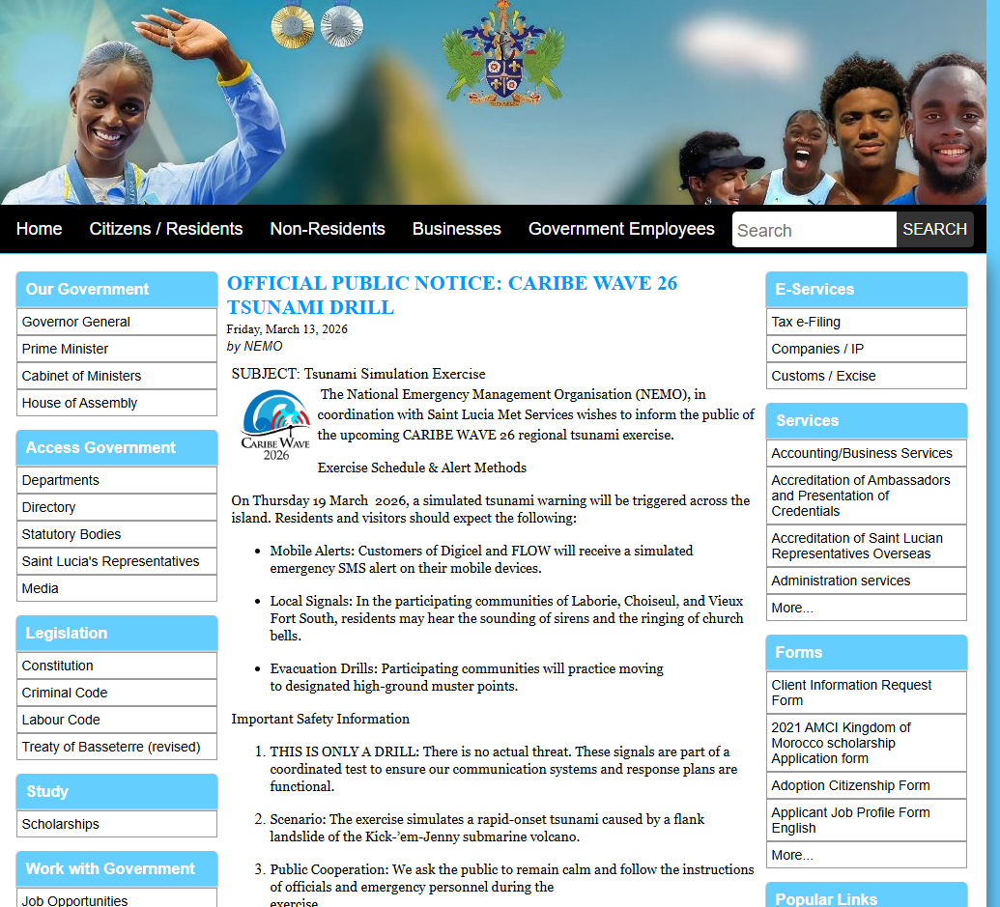 Home
Citizens / Residents
Non-Residents
Businesses
Government Employees
Search
SEARCH
Our Government
Governor General
Prime Minister
Cabinet of Ministers
House of Assembly
Access Government
Departments
Directory
Statutory Bodies
Saint Lucia's Representatives
Media
Legislation
Constitution
Criminal Code
Labour Code
Treaty of Basseterre (revised)
Study
Scholarships
Work with Government
Job Opportunities
OFFICIAL PUBLIC NOTICE: CARIBE WAVE 26
TSUNAMI DRILL
Friday, March 13, 2026
by NEMO
SUBJECT: Tsunami Simulation Exercise
CARIBE WAVE
2026
The National Emergency Management Organisation (NEMO), in
coordination with Saint Lucia Met Services wishes to inform the public of
the upcoming CARIBE WAVE 26 regional tsunami exercise.
Exercise Schedule & Alert Methods
On Thursday 19 March  2026, a simulated tsunami warning will be triggered across the
island. Residents and visitors should expect the following:
• Mobile Alerts: Customers of Digicel and FLOW will receive a simulated
emergency SMS alert on their mobile devices.
• Local Signals: In the participating communities of Laborie, Choiseul, and Vieux
Fort South, residents may hear the sounding of sirens and the ringing of church
bells.
• Evacuation Drills: Participating communities will practice moving
to designated high-ground muster points.
Important Safety Information
1. THIS IS ONLY A DRILL: There is no actual threat. These signals are part of a
coordinated test to ensure our communication systems and response plans are
functional.
2. Scenario: The exercise simulates a rapid-onset tsunami caused by a flank
landslide of the Kick-’em-Jenny submarine volcano.
3. Public Cooperation: We ask the public to remain calm and follow the instructions
of officials and emergency personnel during the
exercise
E-Services
Tax e-Filing
Companies / IP
Customs / Excise
Services
Accounting/Business Services
Accreditation of Ambassadors
and Presentation of
Credentials
Accreditation of Saint Lucian
Representatives Overseas
Administration services
More...
Forms
Client Information Request
Form
2021 AMCI Kingdom of
Morocco scholarship
Application form
Adoption Citizenship Form
Applicant Job Profile Form
English
More...
Popular Links